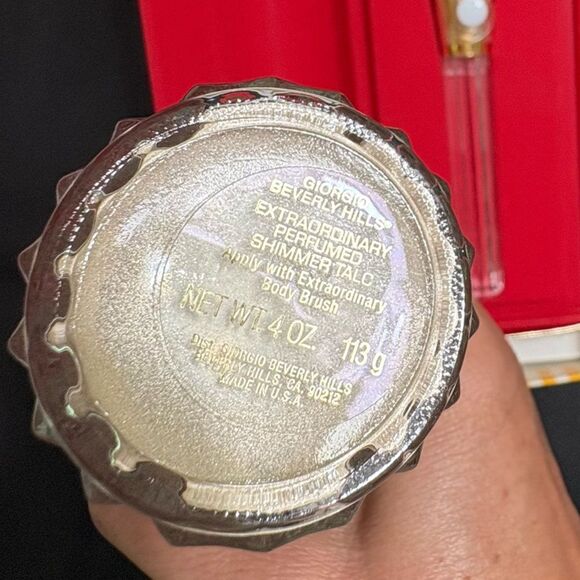 GIORGIO
BEVERLY HILLS®
EXTRAORDINARY
PERFUMED
SHIMMER TALC
Apply with Extraordinary
Body Brush
NET WT. 4 OZ. 113 g
DIST. GIORGIO BEVERLY HILLS
BEVERLY HILLS, CA. 90212
MADE IN U.S.A.